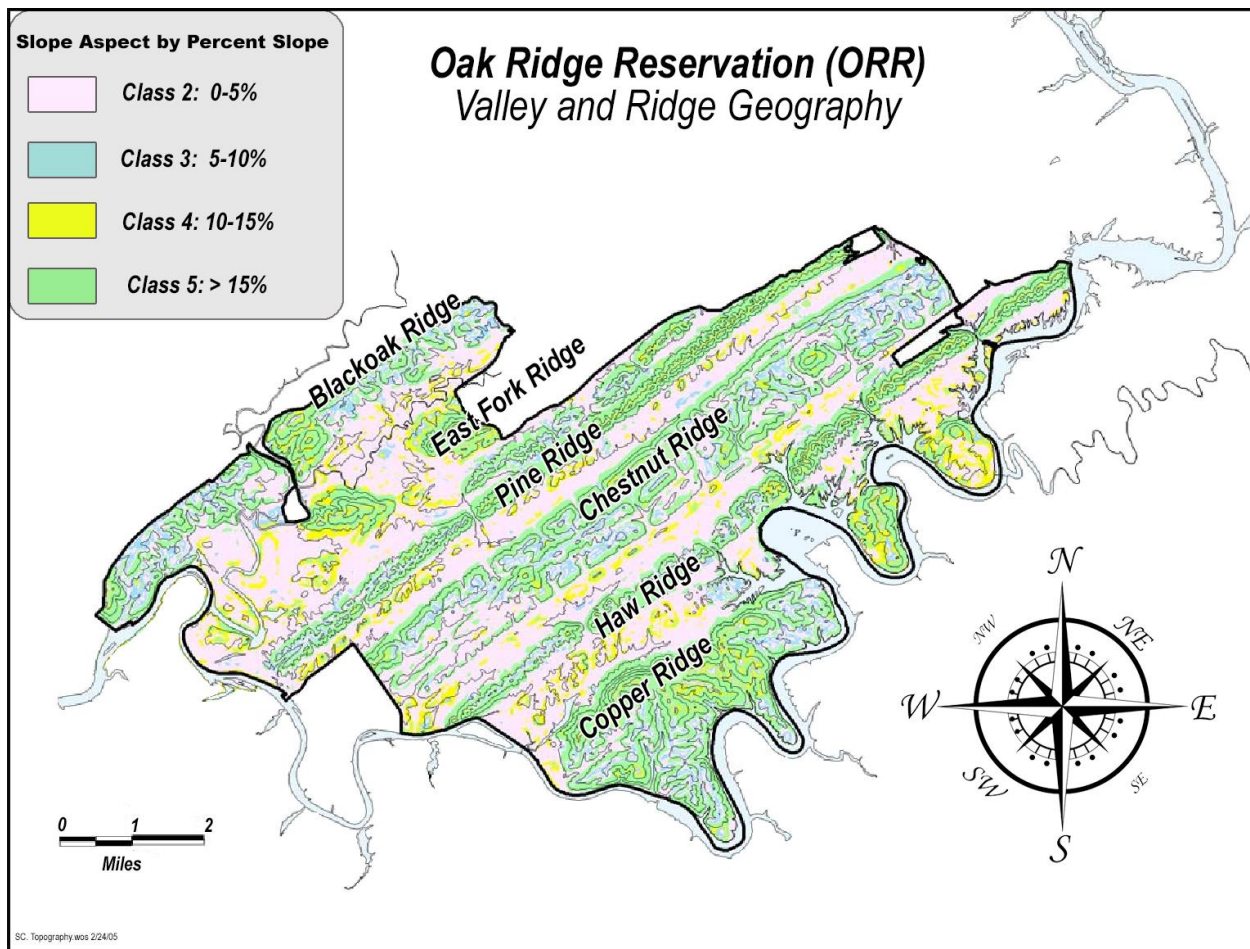 Slope Aspect by Percent Slope
Class 2: 0-5%
Class 3: 5-10%
Class 4: 10-15%
Class 5: > 15%
Oak Ridge Reservation (ORR)
Valley and Ridge Geography
Blackoak Ridge
East Fork Ridge
Pine Ridge
Chestnut Ridge
Haw Ridge
Copper Ridge
N
NW
NE
W
E
SW
SE
S
0 1 2
Miles
SC. Topography.wos 2/24/05